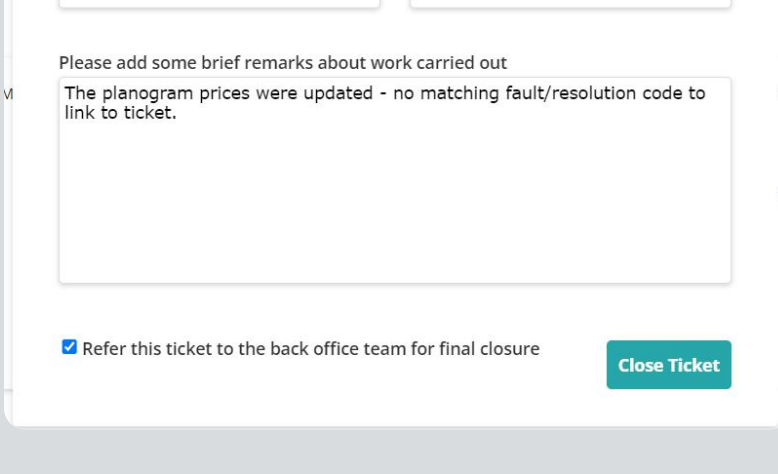 Please add some brief remarks about work carried out
M
The planogram prices were updated - no matching fault/resolution code to
link to ticket.
Refer this ticket to the back office team for final closure
Close Ticket